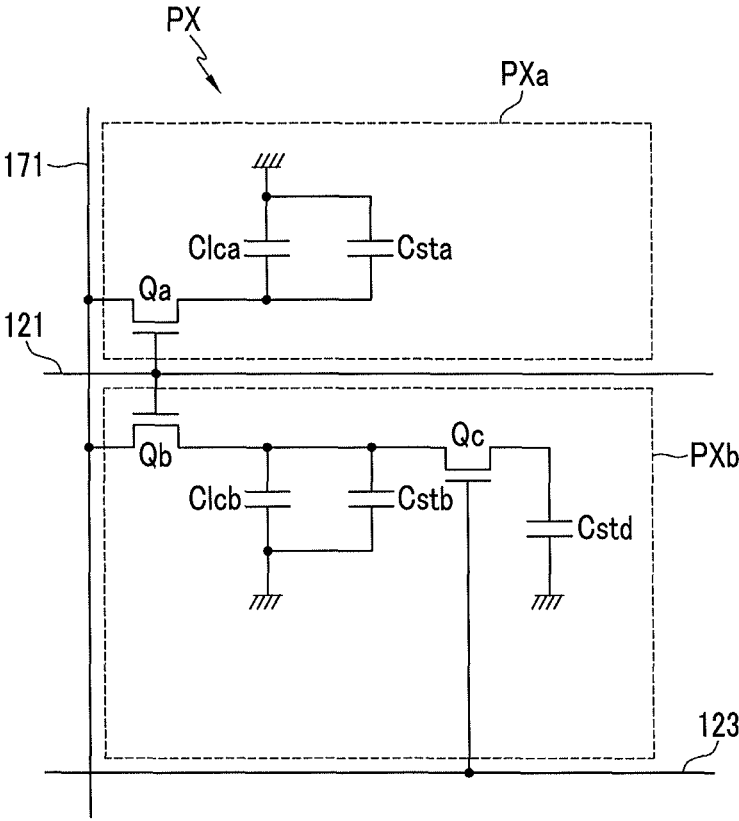 PX
PXa
171
Clca
Csta
Qa
121
Qb
Qc
PXb
Clcb
Cstb
Cstd
123